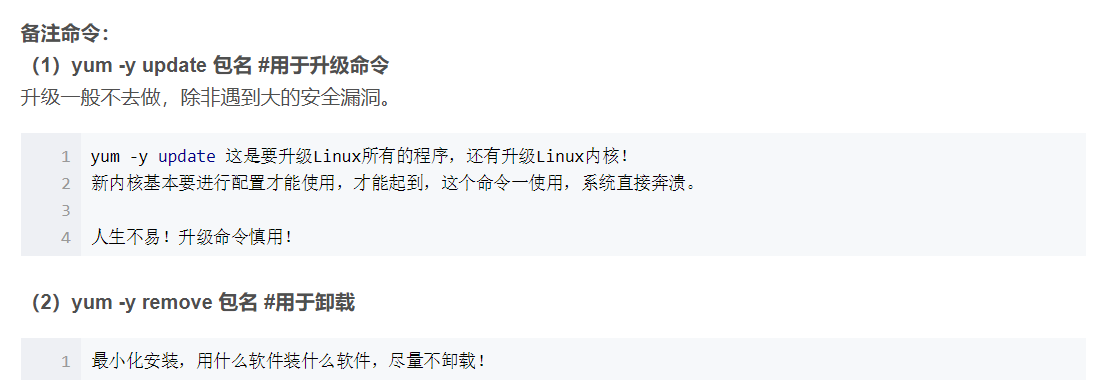 备注命令：
（1）yum -y update 包名 #用于升级命令
升级一般不去做，除非遇到大的安全漏洞。
1 yum -y update 这是要升级Linux所有的程序，还有升级Linux内核！
2 新内核基本要进行配置才能使用，才能起到，这个命令一使用，系统直接奔溃。
3
4 人生不易！升级命令慎用！
（2）yum -y remove 包名 #用于卸载
1 最小化安装，用什么软件装什么软件，尽量不卸载！